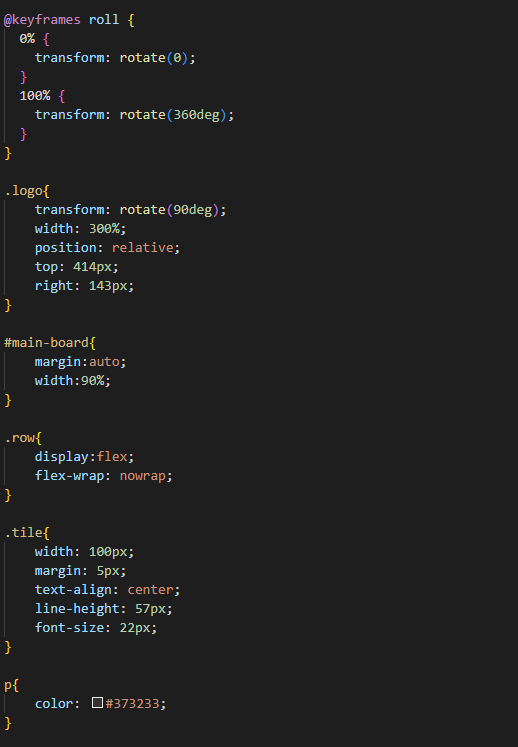 @keyframes roll {
  0% {
    transform: rotate(0);
  }
  100% {
    transform: rotate(360deg);
  }
}

.logo{
    transform: rotate(90deg);
    width: 300%;
    position: relative;
    top: 414px;
    right: 143px;
}

#main-board{
    margin:auto;
    width:90%;
}

.row{
    display:flex;
    flex-wrap: nowrap;
}

.tile{
    width: 100px;
    margin: 5px;
    text-align: center;
    line-height: 57px;
    font-size: 22px;
}

p{
    color: #373233;
}